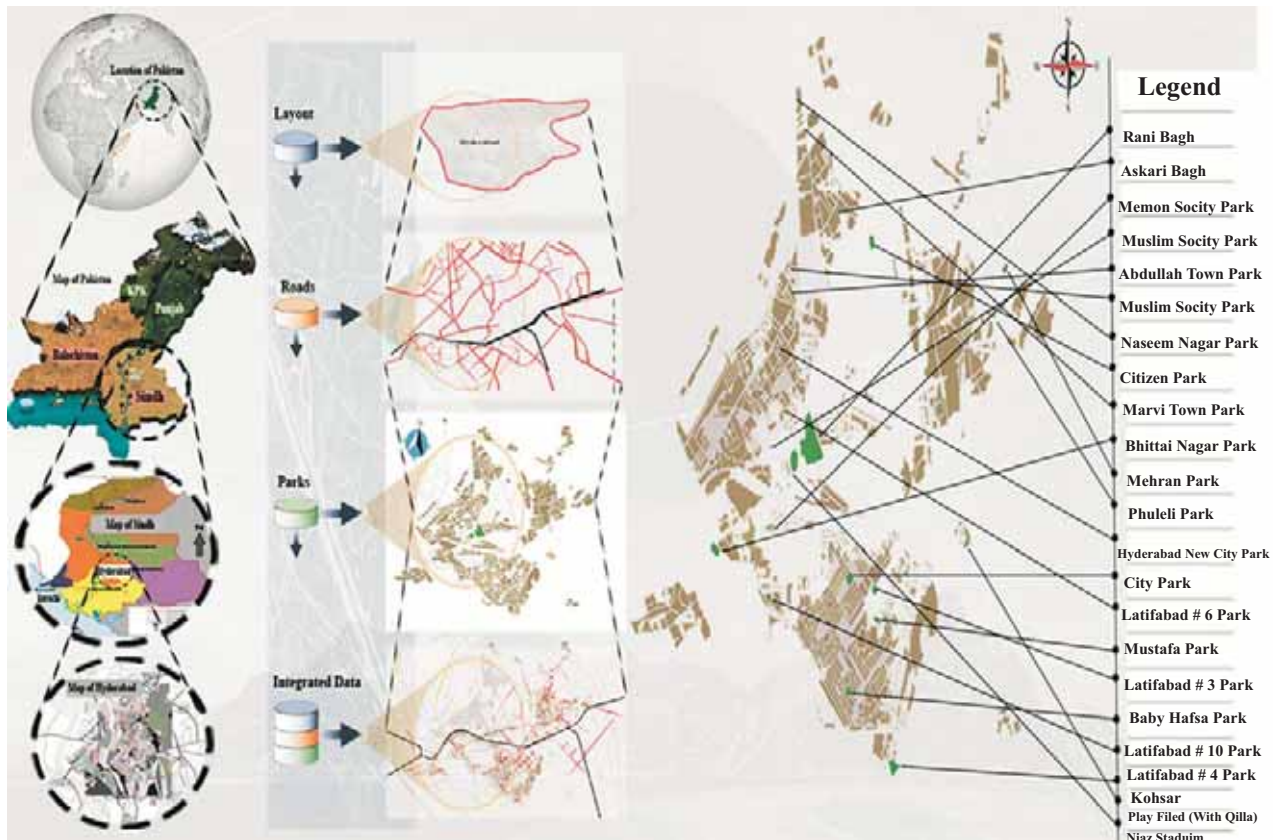 Location of Pakistan
Map of Pakistan
KPK
Punjab
Balochistan
Sindh
Map of Sindh
Hyderabad
Karachi
Map of Hyderabad
Layout
Roads
Parks
Integrated Data
Legend
Rani Bagh
Askari Bagh
Memon Socity Park
Muslim Socity Park
Abdullah Town Park
Muslim Socity Park
Naseem Nagar Park
Citizen Park
Marvi Town Park
Bhittai Nagar Park
Mehran Park
Phuleli Park
Hyderabad New City Park
City Park
Latifabad # 6 Park
Mustafa Park
Latifabad # 3 Park
Baby Hafsa Park
Latifabad # 10 Park
Latifabad # 4 Park
Kohsar
Play Filed (With Qilla)
Niaz Staduim